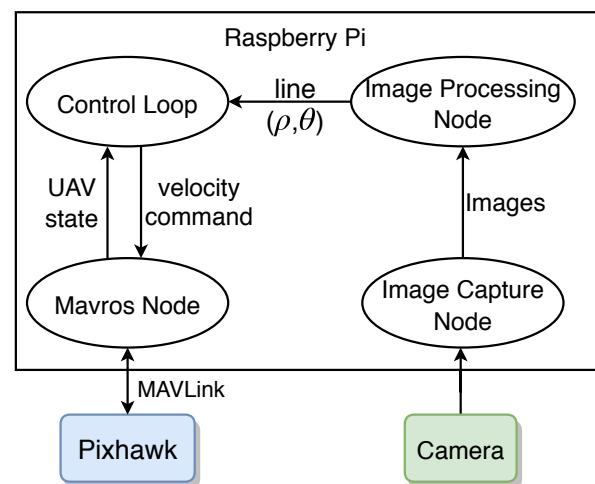 Raspberry Pi
Control Loop
line
(ρ,θ)
Image Processing
Node
UAV
state
velocity
command
Images
Mavros Node
Image Capture
Node
MAVLink
Pixhawk
Camera